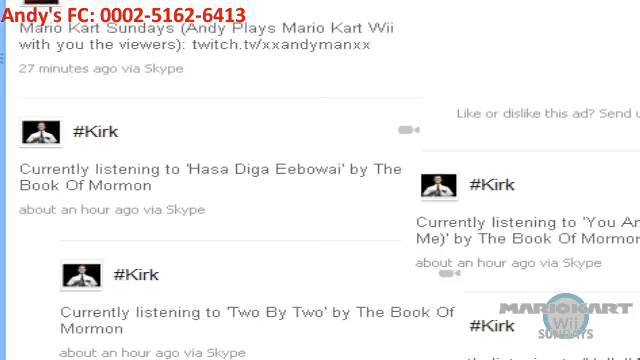 Andy's FC: 0002-5162-6413
Mario Kart Sundays (Andy Plays Mario Kart Wii
with you the viewers): twitch.tv/xxandymanxx
27 minutes ago via Skype
Like or dislike this ad? Send u
#Kirk
Currently listening to 'Hasa Diga Eebowai' by The
Book Of Mormon
about an hour ago via Skype
#Kirk
Currently listening to 'You An
Me)' by The Book Of Mormo
about an hour ago via Skype
#Kirk
Currently listening to 'Two By Two' by The Book Of
Mormon
about an hour ago via Skype
MARIOKART
Wii
SUNDAYS
#Kirk